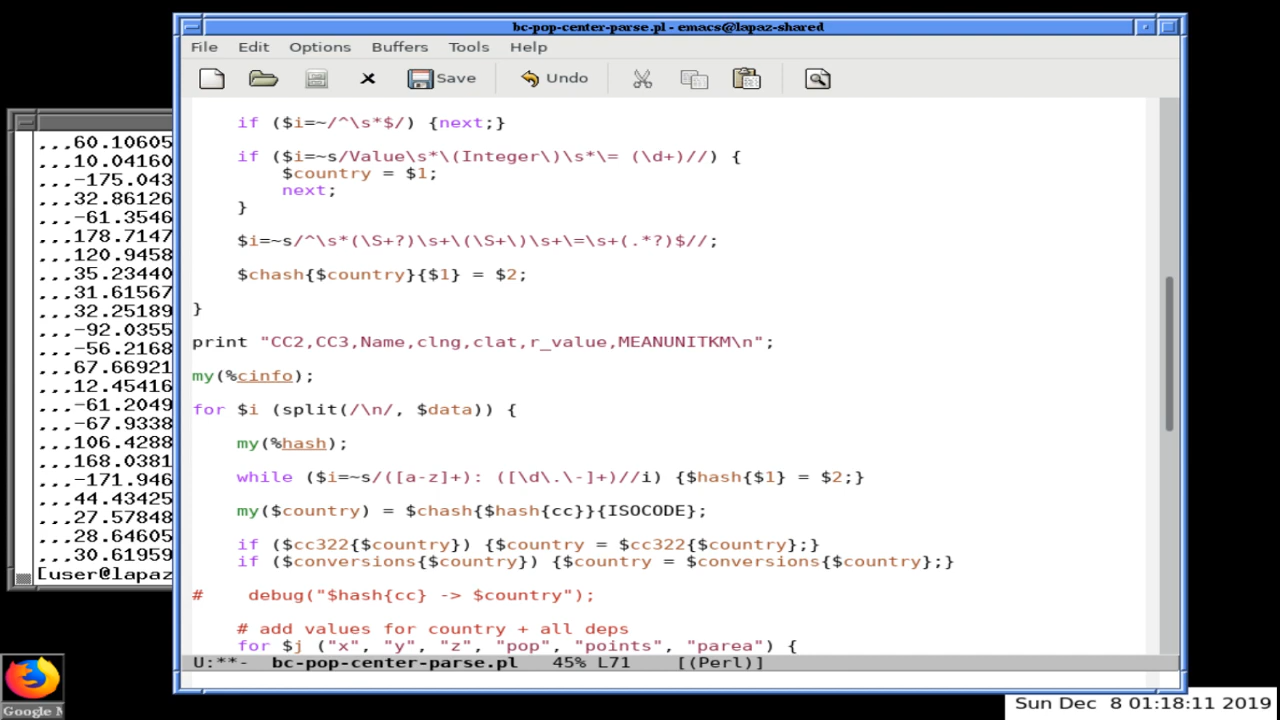 bc-pop-center-parse.pl - emacs@lapaz-shared
File Edit Options Buffers Tools Help
Save Undo
if ($i=~/^\s*$/) {next;}
if ($i=~s/Value\s*\(Integer\)\s*\= (\d+)//) {
$country = $1;
next;
}
$i=~s/^\s*(\S+?)\s+\(\S+\)\s+\=\s+(.*?)$//;
$chash{$country}{$1} = $2;
}
print "CC2,CC3,Name,clng,clat,r_value,MEANUNITKM\n";
my(%cinfo);
for $i (split(/\n/, $data)) {
my(%hash);
while ($i=~s/([a-z]+): ([\d\.\-]+)//i) {$hash{$1} = $2;}
my($country) = $chash{$hash{cc}}{ISOCODE};
if ($cc322{$country}) {$country = $cc322{$country};}
if ($conversions{$country}) {$country = $conversions{$country};}
#    debug("$hash{cc} -> $country");
# add values for country + all deps
for $j ("x", "y", "z", "pop", "points", "parea") {
U:**-  bc-pop-center-parse.pl   45% L71    [(Perl)]
,,,60.10605
,,,10.04160
,,,-175.043
,,,32.86126
,,,-61.3546
,,,178.7147
,,,120.9458
,,,35.23440
,,,31.61567
,,,32.25189
,,,-92.0355
,,,-56.2168
,,,67.66921
,,,12.45416
,,,-61.2049
,,,-67.9338
,,,106.4288
,,,168.0381
,,,-171.946
,,,44.43425
,,,27.57848
,,,28.64605
,,,30.61959
[user@lapaz
Google M
Sun Dec  8 01:18:11 2019